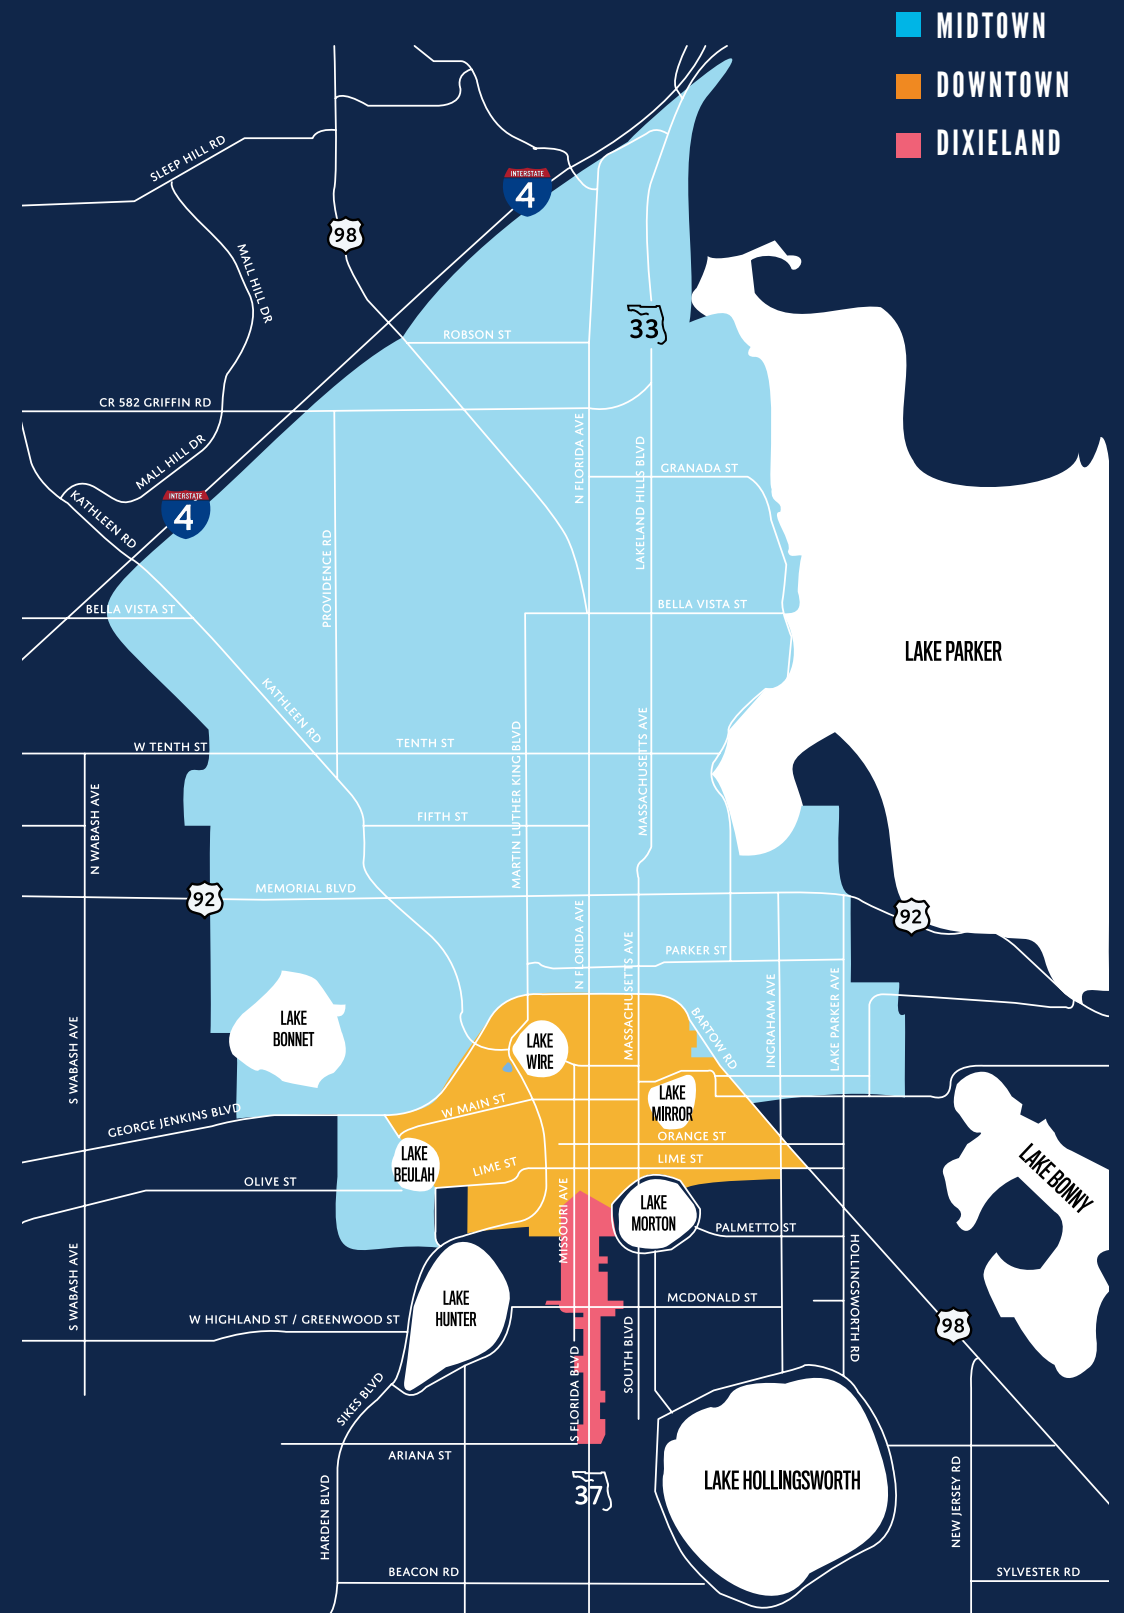 MIDTOWN
DOWNTOWN
DIXIELAND
SLEEP HILL RD
INTERSTATE
4
98
MALL HILL DR
33
ROBSON ST
CR 582 GRIFFIN RD
N FLORIDA AVE
LAKELAND HILLS BLVD
GRANADA ST
MALL HILL DR
KATHLEEN RD
INTERSTATE
4
PROVIDENCE RD
BELLA VISTA ST
BELLA VISTA ST
LAKE PARKER
KATHLEEN RD
W TENTH ST
TENTH ST
MARTIN LUTHER KING BLVD
MASSACHUSETTS AVE
N WABASH AVE
FIFTH ST
MEMORIAL BLVD
92
92
N FLORIDA AVE
MASSACHUSETTS AVE
PARKER ST
INGRAHAM AVE
LAKE PARKER AVE
BARTOW RD
LAKE
BONNET
LAKE
WIRE
S WABASH AVE
LAKE
MIRROR
W MAIN ST
GEORGE JENKINS BLVD
ORANGE ST
LAKE
BEULAH
LIME ST
LIME ST
LAKE BONNY
OLIVE ST
MISSOURI AVE
LAKE
MORTON
PALMETTO ST
S WABASH AVE
HOLLINGSWORTH RD
LAKE
HUNTER
MCDONALD ST
W HIGHLAND ST / GREENWOOD ST
98
SOUTH BLVD
S FLORIDA BLVD
SIKES BLVD
ARIANA ST
LAKE HOLLINGSWORTH
37
HARDEN BLVD
NEW JERSEY RD
BEACON RD
SYLVESTER RD